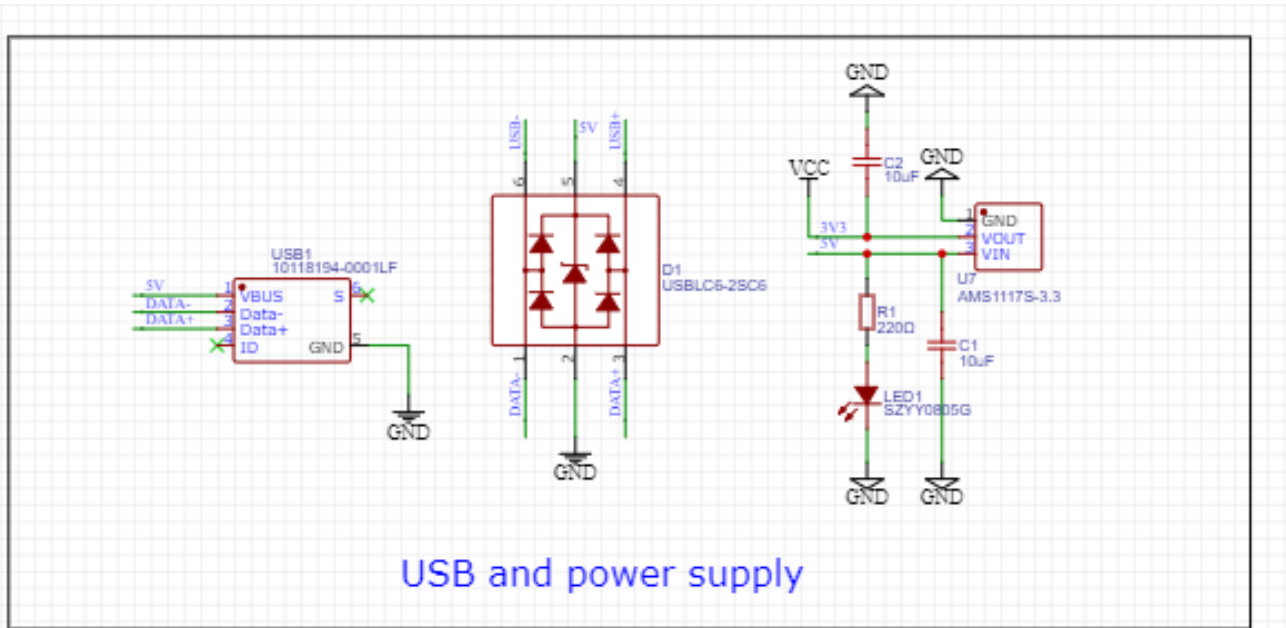 USB1
10118194-0001LF
5V
DATA-
DATA+
1
2
3
4
VBUS
Data-
Data+
ID
S
GND
6
5
GND
USB-
5V
USB+
6
5
4
D1
USBLC6-2SC6
1
2
3
DATA-
DATA+
GND
GND
C2
10uF
GND
VCC
3V3
5V
1
2
3
GND
VOUT
VIN
U7
AMS1117S-3.3
R1
220Ω
C1
10uF
LED1
SZYY0805G
GND
GND
USB and power supply